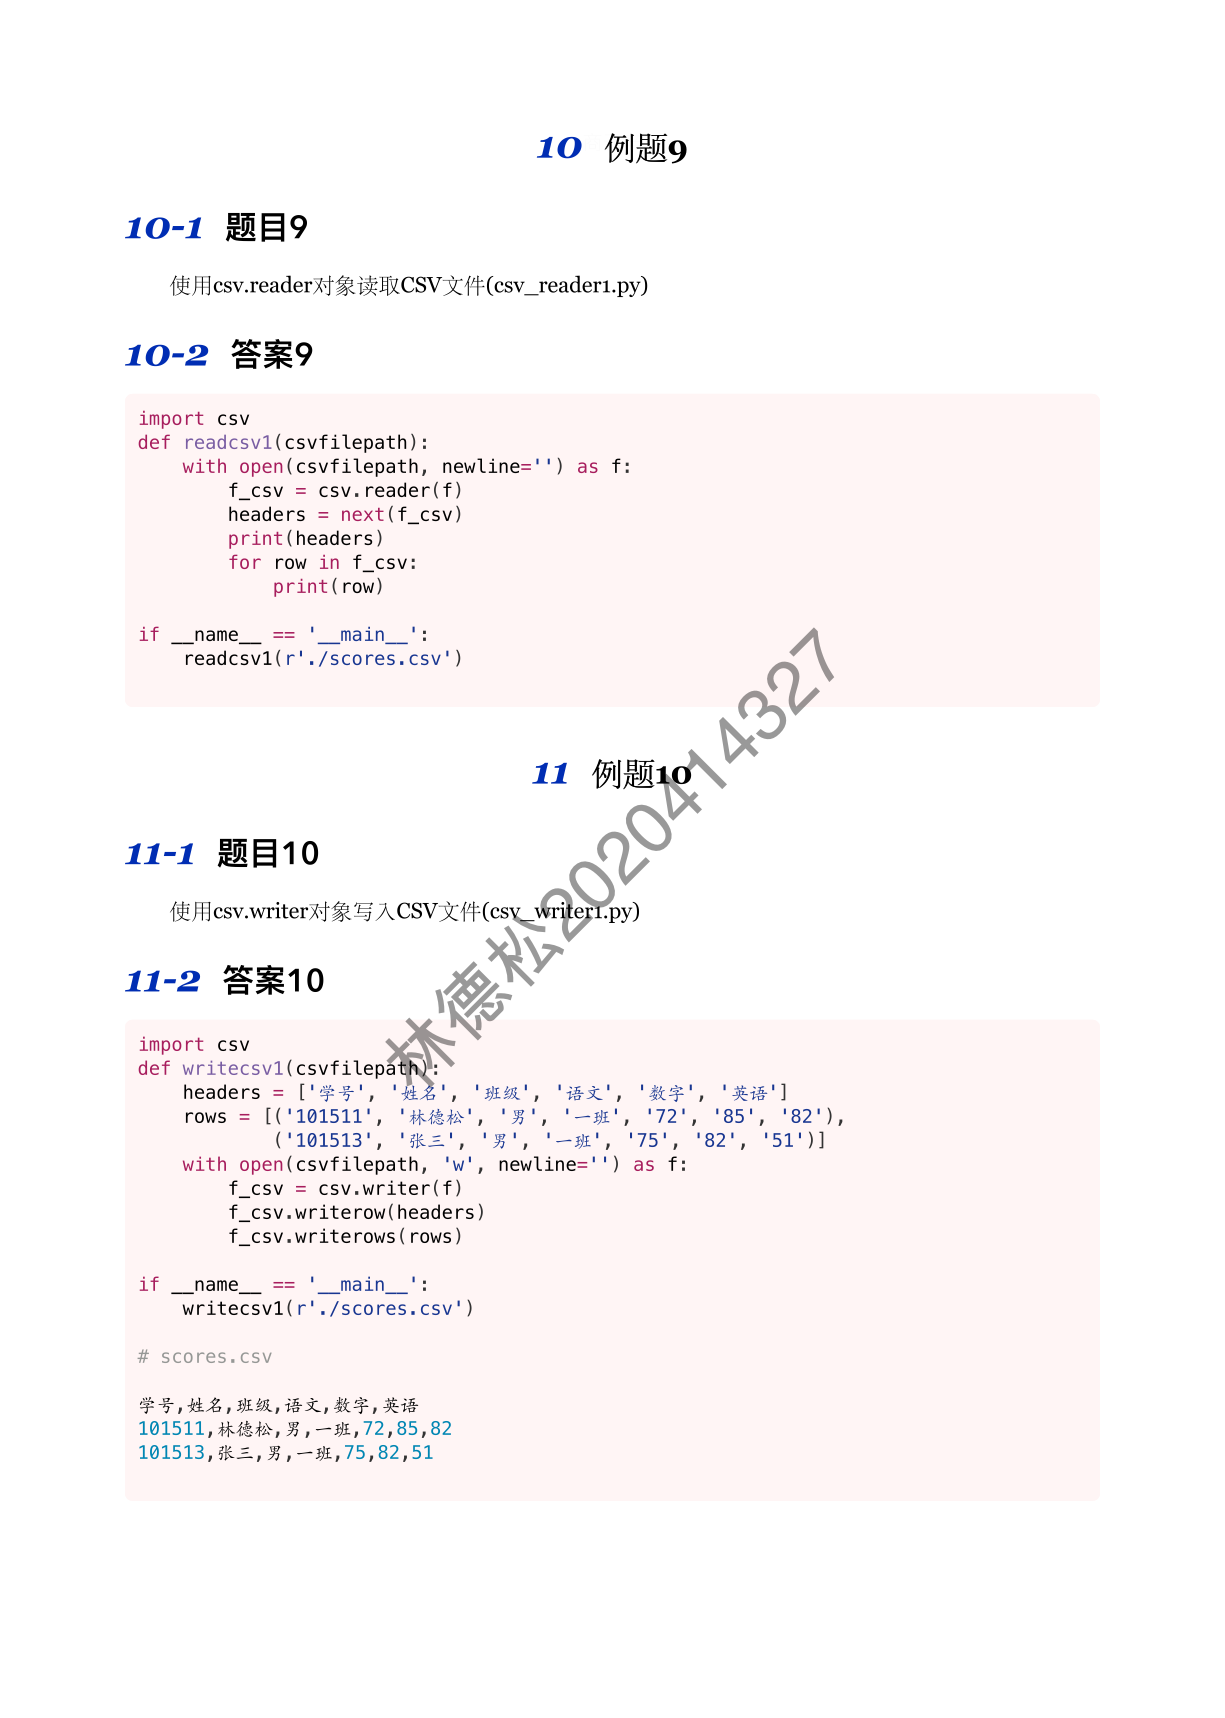 10 例题9
10-1 题目9
使用csv.reader对象读取CSV文件(csv_reader1.py)
10-2 答案9
import csv
def readcsv1(csvfilepath):
    with open(csvfilepath, newline='') as f:
        f_csv = csv.reader(f)
        headers = next(f_csv)
        print(headers)
        for row in f_csv:
            print(row)
if __name__ == '__main__':
    readcsv1(r'./scores.csv')
11 例题10
11-1 题目10
使用csv.writer对象写入CSV文件(csv_writer1.py)
11-2 答案10
import csv
def writecsv1(csvfilepath):
    headers = ['学号', '姓名', '班级', '语文', '数字', '英语']
    rows = [('101511', '林德松', '男', '一班', '72', '85', '82'),
            ('101513', '张三', '男', '一班', '75', '82', '51')]
    with open(csvfilepath, 'w', newline='') as f:
        f_csv = csv.writer(f)
        f_csv.writerow(headers)
        f_csv.writerows(rows)
if __name__ == '__main__':
    writecsv1(r'./scores.csv')
# scores.csv
学号,姓名,班级,语文,数字,英语
101511,林德松,男,一班,72,85,82
101513,张三,男,一班,75,82,51
林德松2020414327